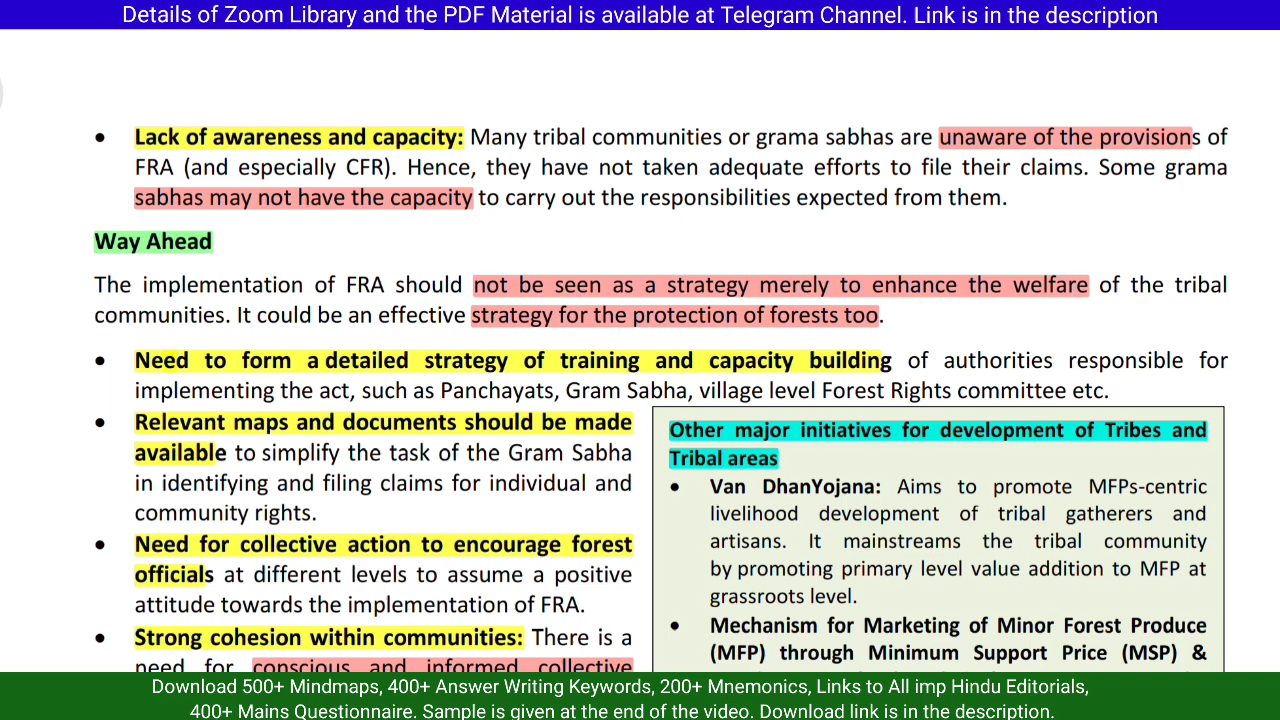 Details of Zoom Library and the PDF Material is available at Telegram Channel. Link is in the description
• Lack of awareness and capacity: Many tribal communities or grama sabhas are unaware of the provisions of
FRA (and especially CFR). Hence, they have not taken adequate efforts to file their claims. Some grama
sabhas may not have the capacity to carry out the responsibilities expected from them.
Way Ahead
The implementation of FRA should not be seen as a strategy merely to enhance the welfare of the tribal
communities. It could be an effective strategy for the protection of forests too.
• Need to form a detailed strategy of training and capacity building of authorities responsible for
implementing the act, such as Panchayats, Gram Sabha, village level Forest Rights committee etc.
• Relevant maps and documents should be made
available to simplify the task of the Gram Sabha
in identifying and filing claims for individual and
community rights.
• Need for collective action to encourage forest
officials at different levels to assume a positive
attitude towards the implementation of FRA.
• Strong cohesion within communities: There is a
need for conscious and informed collective
Other major initiatives for development of Tribes and
Tribal areas
• Van DhanYojana: Aims to promote MFPs-centric
livelihood development of tribal gatherers and
artisans. It mainstreams the tribal community
by promoting primary level value addition to MFP at
grassroots level.
• Mechanism for Marketing of Minor Forest Produce
(MFP) through Minimum Support Price (MSP) &
Download 500+ Mindmaps, 400+ Answer Writing Keywords, 200+ Mnemonics, Links to All imp Hindu Editorials,
400+ Mains Questionnaire. Sample is given at the end of the video. Download link is in the description.